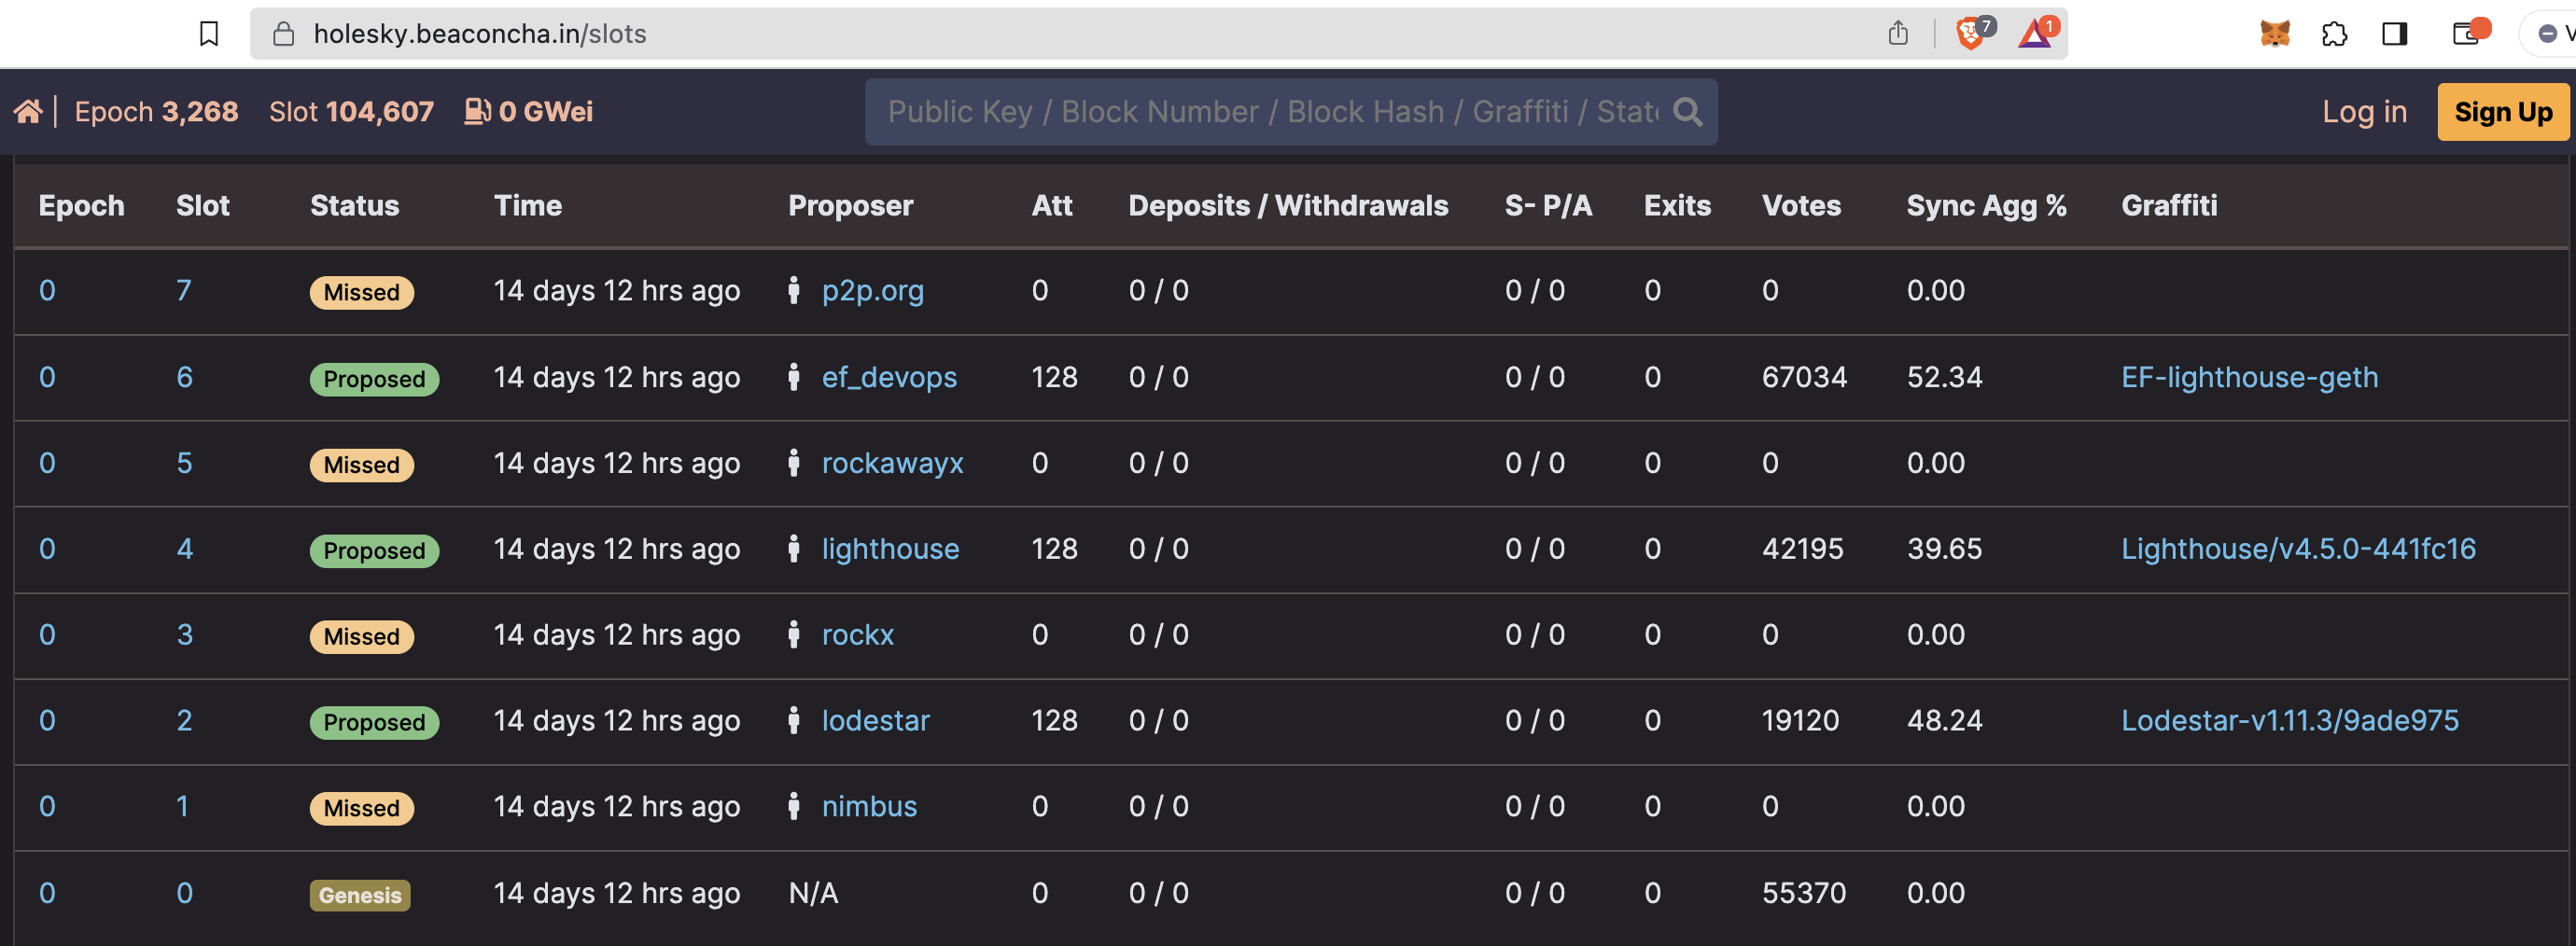 holesky.beaconcha.in/slots 7 1
Epoch 3,268 Slot 104,607 0 GWei Public Key / Block Number / Block Hash / Graffiti / State Log in Sign Up
Epoch Slot Status Time Proposer Att Deposits / Withdrawals S- P/A Exits Votes Sync Agg % Graffiti
0 7 Missed 14 days 12 hrs ago p2p.org 0 0 / 0 0 / 0 0 0 0.00
0 6 Proposed 14 days 12 hrs ago ef_devops 128 0 / 0 0 / 0 0 67034 52.34 EF-lighthouse-geth
0 5 Missed 14 days 12 hrs ago rockawayx 0 0 / 0 0 / 0 0 0 0.00
0 4 Proposed 14 days 12 hrs ago lighthouse 128 0 / 0 0 / 0 0 42195 39.65 Lighthouse/v4.5.0-441fc16
0 3 Missed 14 days 12 hrs ago rockx 0 0 / 0 0 / 0 0 0 0.00
0 2 Proposed 14 days 12 hrs ago lodestar 128 0 / 0 0 / 0 0 19120 48.24 Lodestar-v1.11.3/9ade975
0 1 Missed 14 days 12 hrs ago nimbus 0 0 / 0 0 / 0 0 0 0.00
0 0 Genesis 14 days 12 hrs ago N/A 0 0 / 0 0 / 0 0 55370 0.00